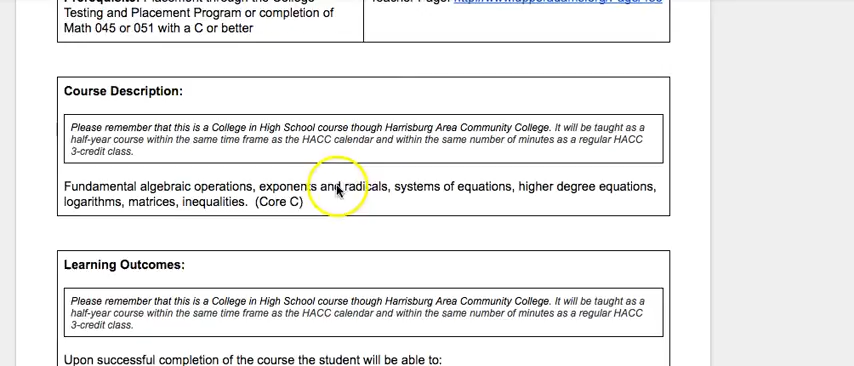 Testing and Placement Program or completion of
Math 045 or 051 with a C or better
Course Description:
Please remember that this is a College in High School course though Harrisburg Area Community College. It will be taught as a
half-year course within the same time frame as the HACC calendar and within the same number of minutes as a regular HACC
3-credit class.
Fundamental algebraic operations, exponents and radicals, systems of equations, higher degree equations,
logarithms, matrices, inequalities. (Core C)
Learning Outcomes:
Please remember that this is a College in High School course though Harrisburg Area Community College. It will be taught as a
half-year course within the same time frame as the HACC calendar and within the same number of minutes as a regular HACC
3-credit class.
Upon successful completion of the course the student will be able to: